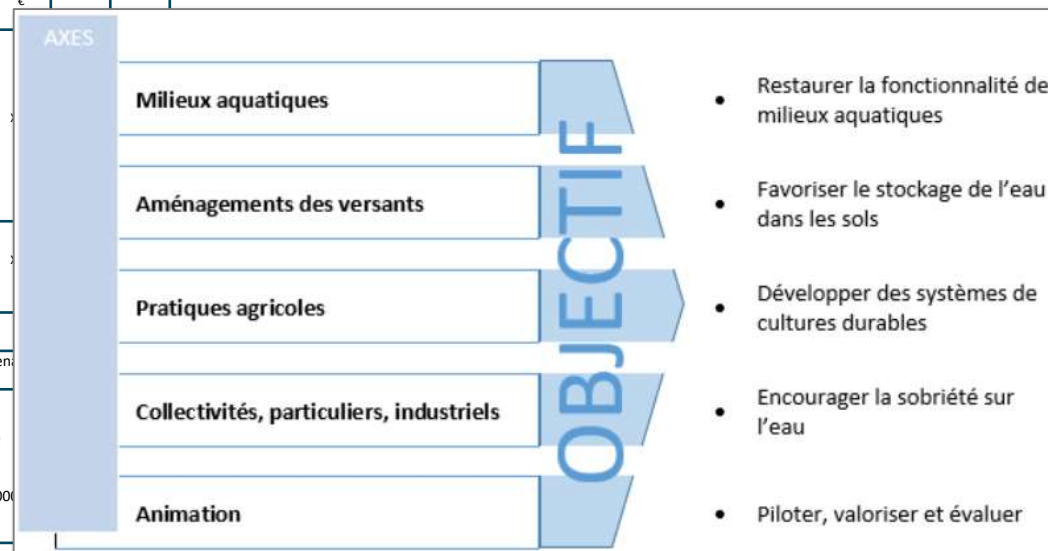 €
AXES
Milieux aquatiques
Restaurer la fonctionnalité de
milieux aquatiques
Aménagements des versants
Favoriser le stockage de l'eau
dans les sols
Pratiques agricoles
Développer des systèmes de
cultures durables
Collectivités, particuliers, industriels
Encourager la sobriété sur
l'eau
Animation
Piloter, valoriser et évaluer
OBJECTIF